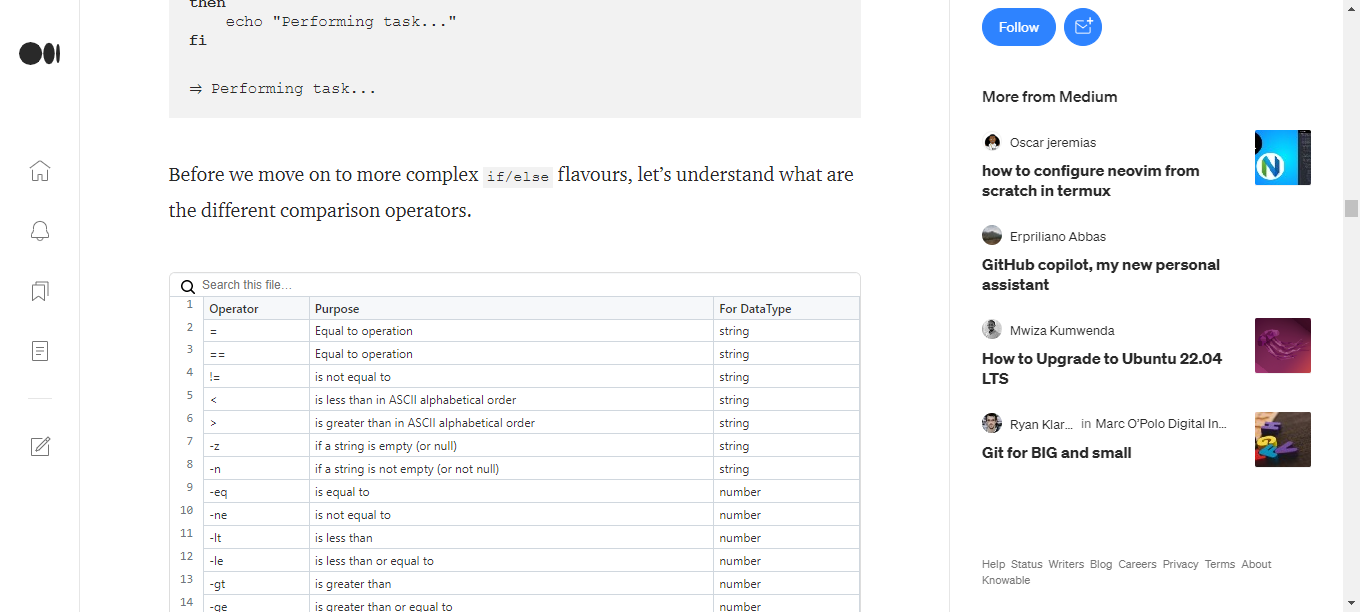 then
echo "Performing task..."
fi
⇒ Performing task...
Before we move on to more complex if/else flavours, let’s understand what are
the different comparison operators.
Search this file…
1 Operator Purpose For DataType
2 = Equal to operation string
3 == Equal to operation string
4 != is not equal to string
5 < is less than in ASCII alphabetical order string
6 > is greater than in ASCII alphabetical order string
7 -z if a string is empty (or null) string
8 -n if a string is not empty (or not null) string
9 -eq is equal to number
10 -ne is not equal to number
11 -lt is less than number
12 -le is less than or equal to number
13 -gt is greater than number
14 -ge is greater than or equal to number
Follow
More from Medium
Oscar jeremias
how to configure neovim from
scratch in termux
Erpriliano Abbas
GitHub copilot, my new personal
assistant
Mwiza Kumwenda
How to Upgrade to Ubuntu 22.04
LTS
Ryan Klar... in Marc O'Polo Digital In...
Git for BIG and small
Help Status Writers Blog Careers Privacy Terms About
Knowable